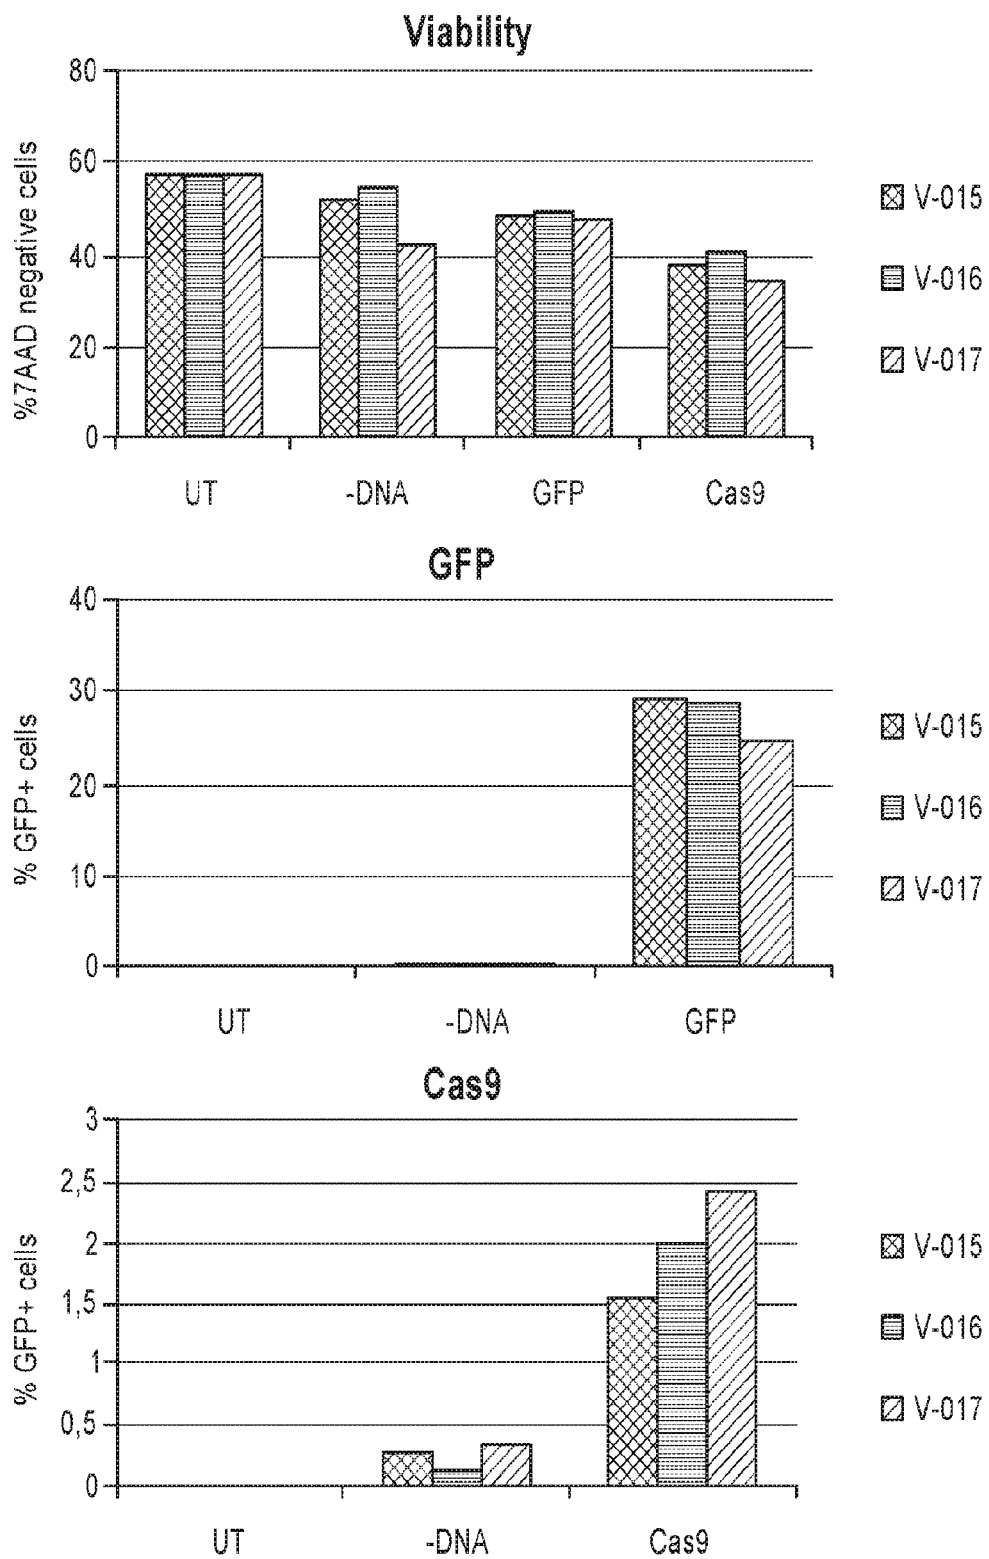 Viability
%7AAD negative cells
80
60
40
20
0
UT -DNA GFP Cas9
V-015
V-016
V-017
GFP
% GFP+ cells
40
30
20
10
0
UT -DNA GFP
V-015
V-016
V-017
Cas9
% GFP+ cells
3
2,5
2
1,5
1
0,5
0
UT -DNA Cas9
V-015
V-016
V-017